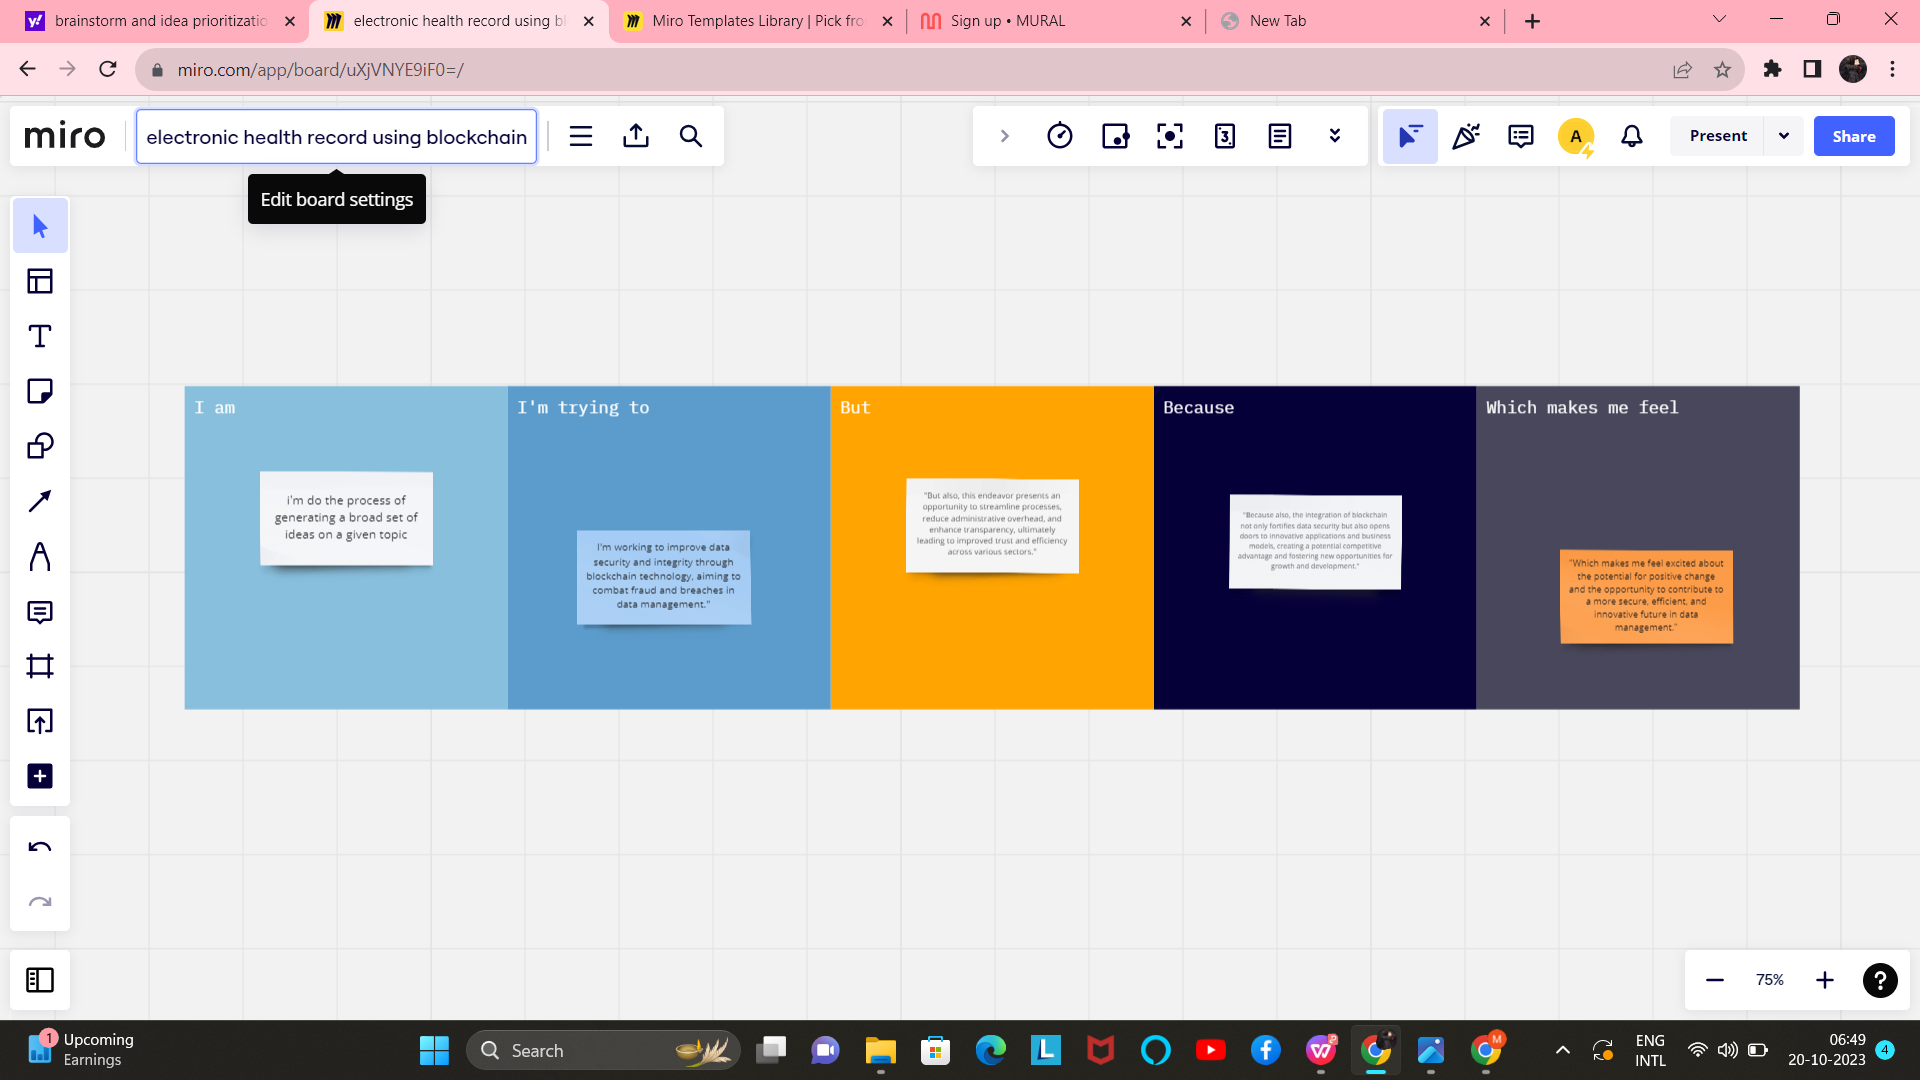 brainstorm and idea prioritizatio
electronic health record using bl
Miro Templates Library | Pick fro
Sign up • MURAL
New Tab
miro.com/app/board/uXjVNYE9iF0=/
miro
electronic health record using blockchain
A
Present
Share
Edit board settings
I am
I'm trying to
But
Because
Which makes me feel
i'm do the process of
generating a broad set of
ideas on a given topic
I'm working to improve data
security and integrity through
blockchain technology, aiming to
combat fraud and breaches in
data management."
"But also, this endeavor presents an
opportunity to streamline processes,
reduce administrative overhead, and
enhance transparency, ultimately
leading to improved trust and efficiency
across various sectors."
"Because also, the integration of blockchain
not only fortifies data security but also opens
doors to innovative applications and business
models, creating a potential competitive
advantage and fostering new opportunities for
growth and development."
"Which makes me feel excited about
the potential for positive change
and the opportunity to contribute to
a more secure, efficient, and
innovative future in data
management."
75%
?
1
Upcoming
Earnings
Search
L
M
ENG
INTL
06:49
20-10-2023
4